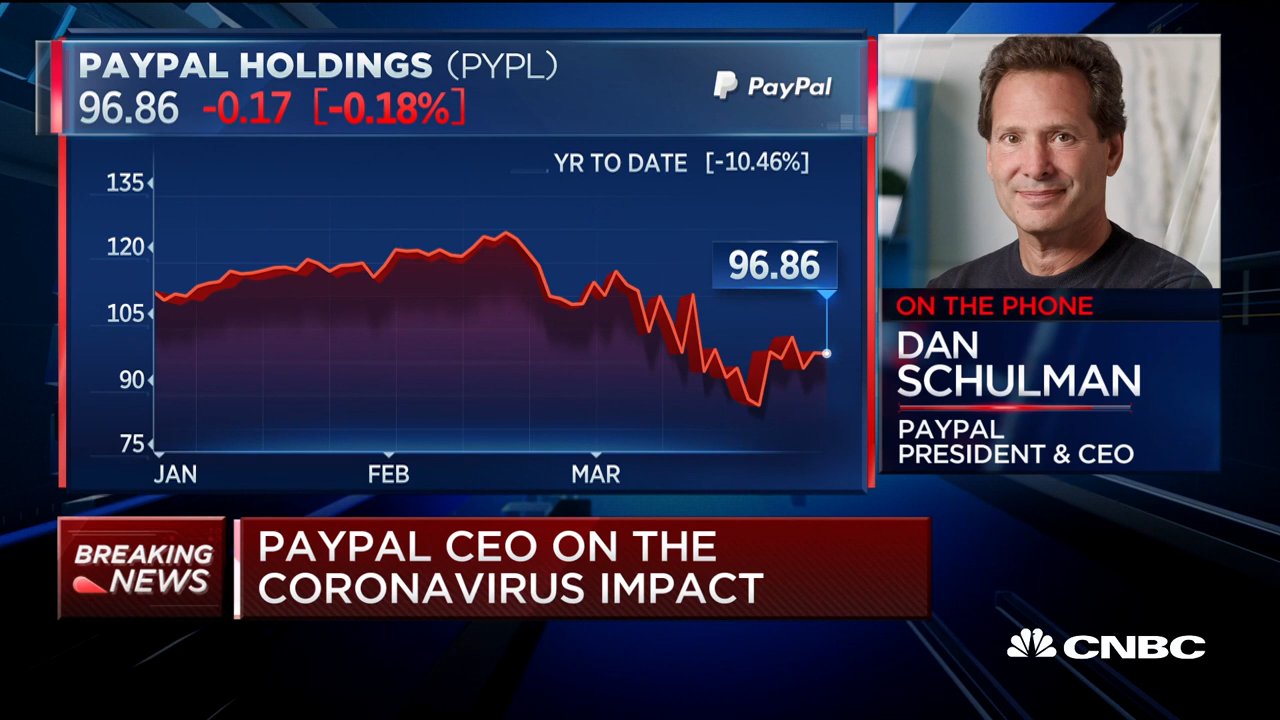 PAYPAL HOLDINGS (PYPL)
96.86 -0.17 [-0.18%]
PayPal
YR TO DATE [-10.46%]
135
120
105
90
75
96.86
JAN FEB MAR
ON THE PHONE
DAN
SCHULMAN
PAYPAL
PRESIDENT & CEO
BREAKING
NEWS
PAYPAL CEO ON THE
CORONAVIRUS IMPACT
CNBC